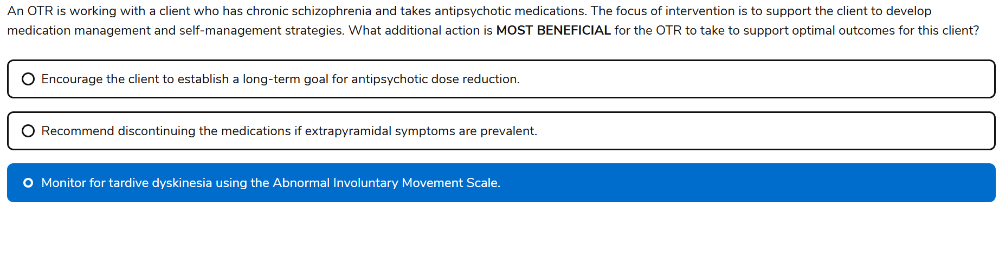 An OTR is working with a client who has chronic schizophrenia and takes antipsychotic medications. The focus of intervention is to support the client to develop
medication management and self-management strategies. What additional action is MOST BENEFICIAL for the OTR to take to support optimal outcomes for this client?
Encourage the client to establish a long-term goal for antipsychotic dose reduction.
Recommend discontinuing the medications if extrapyramidal symptoms are prevalent.
Monitor for tardive dyskinesia using the Abnormal Involuntary Movement Scale.